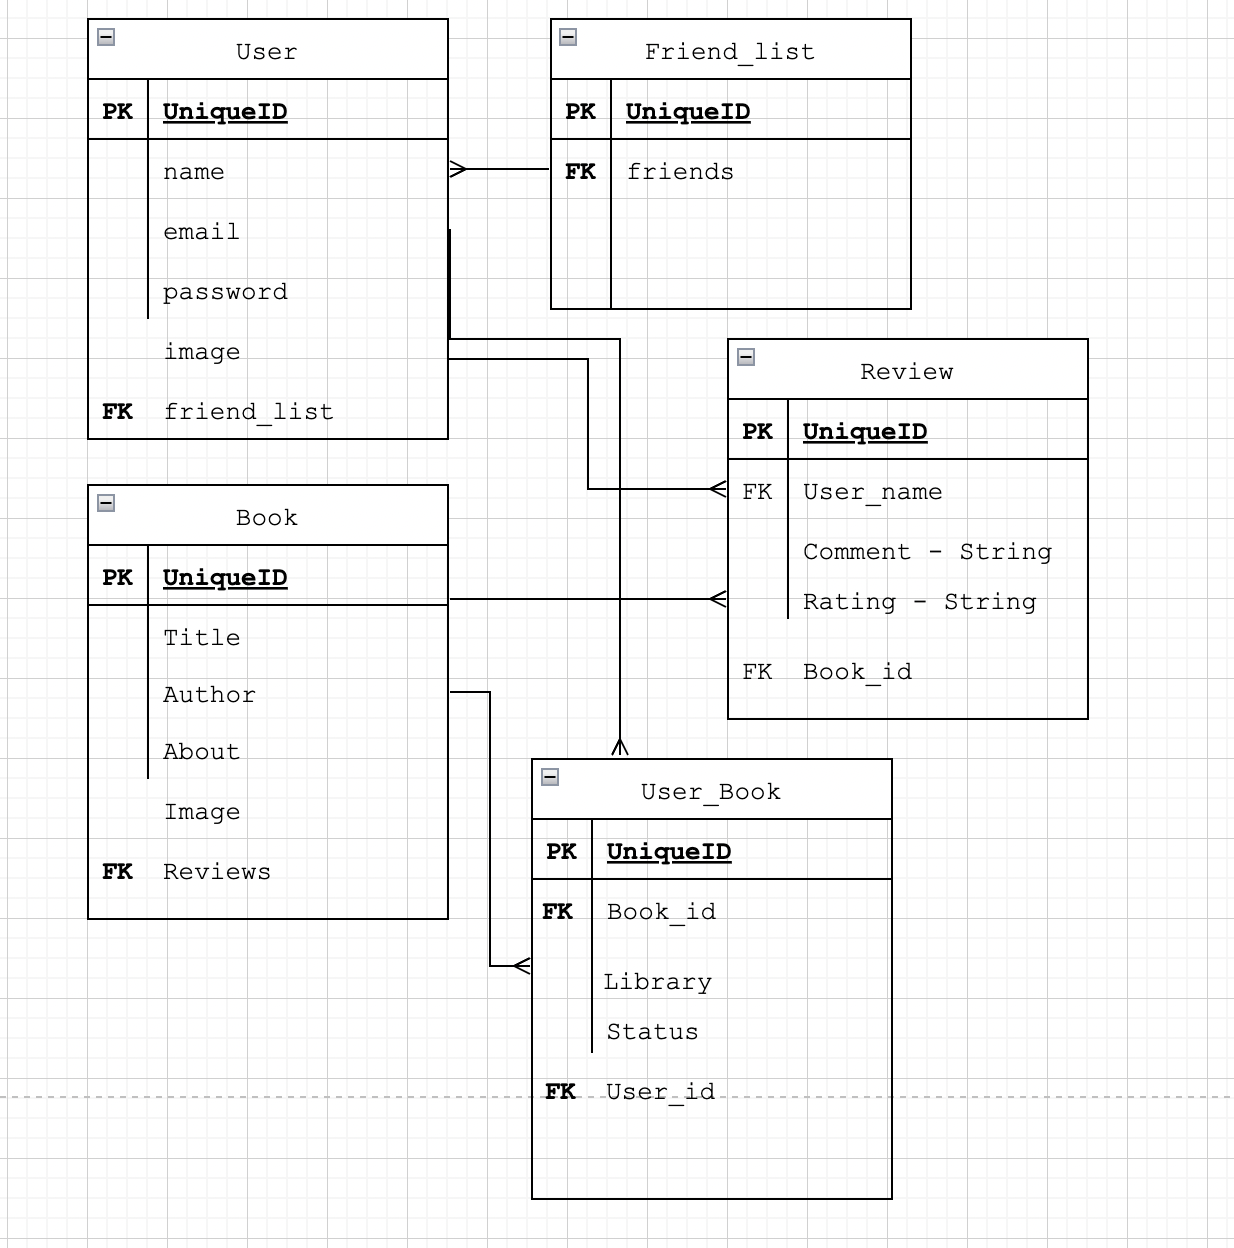 User
PK UniqueID
name
email
password
image
FK friend_list
Friend_list
PK UniqueID
FK friends
Review
PK UniqueID
FK User_name
Comment - String
Rating - String
FK Book_id
Book
PK UniqueID
Title
Author
About
Image
FK Reviews
User_Book
PK UniqueID
FK Book_id
Library
Status
FK User_id